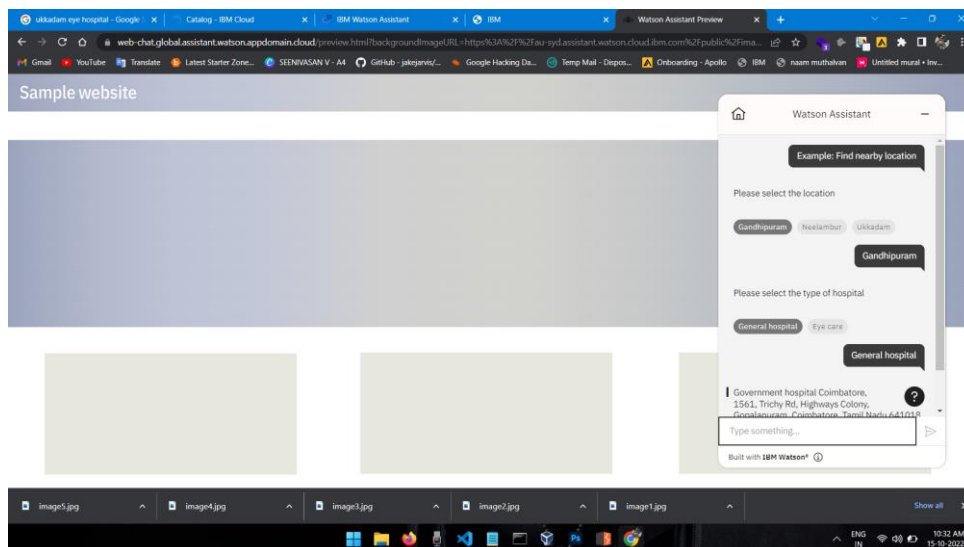 ukkadam eye hospital - Google
Catalog - IBM Cloud
IBM Watson Assistant
IBM
Watson Assistant Preview
web-chat.global.assistant.watson.appdomain.cloud/preview.html?backgroundImageURL=https%3A%2F%2Fau-syd.assistant.watson.cloud.ibm.com%2Fpublic%2Fima...
Gmail
YouTube
Translate
Latest Starter Zone...
SEENIVASAN V - A4
GitHub - jakejarvis/...
Google Hacking Da...
Temp Mail - Dispos...
Onboarding - Apollo
IBM
naam muthalvan
Untitled mural • Inv...
Sample website
Watson Assistant
Example: Find nearby location
Please select the location
Gandhipuram Neelambur Ukkadam
Gandhipuram
Please select the type of hospital
General hospital Eye care
General hospital
Government hospital Coimbatore,
1561, Trichy Rd, Highways Colony,
Gopalapuram, Coimbatore, Tamil Nadu 641018
?
Type something...
Built with IBM Watson®
image5.jpg
image4.jpg
image3.jpg
image2.jpg
image1.jpg
Show all
ENG
IN
10:32 AM
15-10-2022